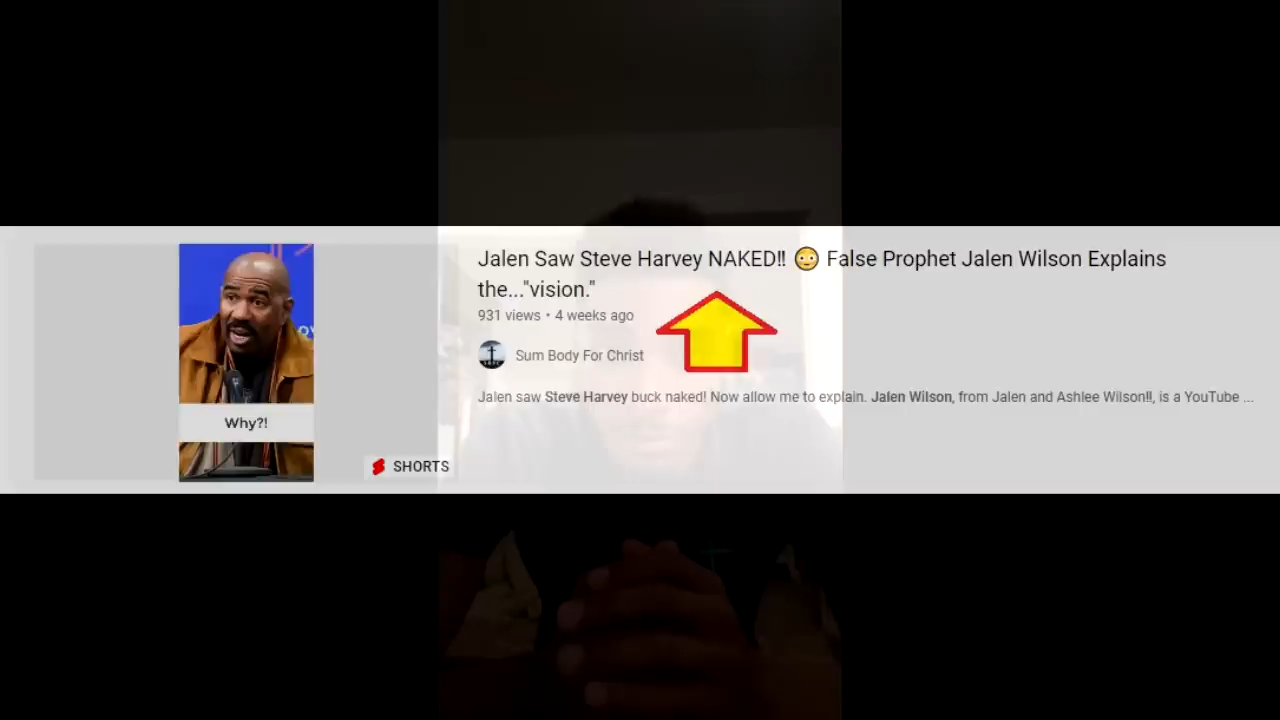 Jalen Saw Steve Harvey NAKED!! 😳 False Prophet Jalen Wilson Explains
the..."vision."
931 views • 4 weeks ago
Sum Body For Christ
Jalen saw Steve Harvey buck naked! Now allow me to explain. Jalen Wilson, from Jalen and Ashlee Wilson!!, is a YouTube ...
Why?!
SHORTS